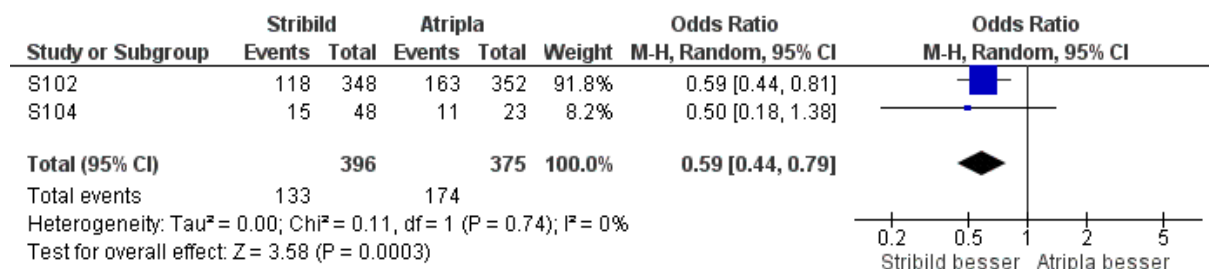 Stribild Atripla Odds Ratio Odds Ratio
Study or Subgroup Events Total Events Total Weight M-H, Random, 95% CI M-H, Random, 95% CI
S102 118 348 163 352 91.8% 0.59 [0.44, 0.81]
S104 15 48 11 23 8.2% 0.50 [0.18, 1.38]
Total (95% CI) 396 375 100.0% 0.59 [0.44, 0.79]
Total events 133 174
Heterogeneity: Tau² = 0.00; Chi² = 0.11, df = 1 (P = 0.74); I² = 0%
Test for overall effect: Z = 3.58 (P = 0.0003)
0.2 0.5 1 2 5
Stribild besser Atripla besser